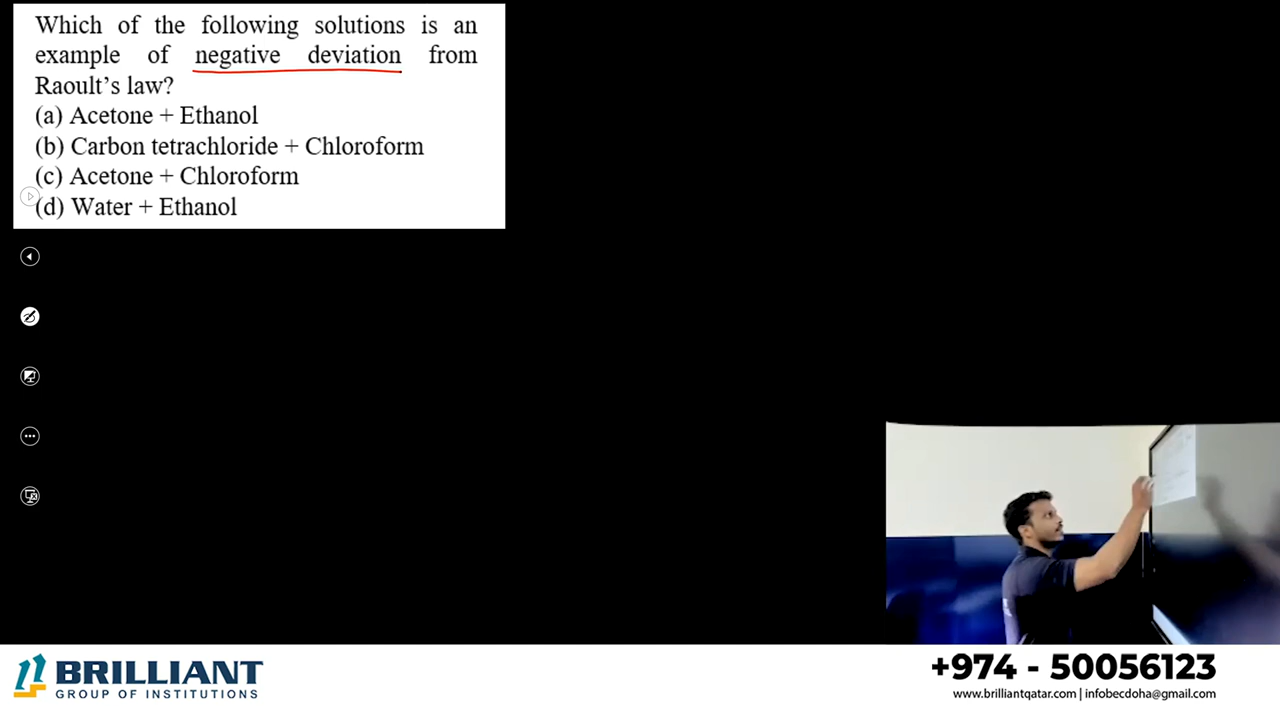 Which of the following solutions is an
example of negative deviation from
Raoult's law?
(a) Acetone + Ethanol
(b) Carbon tetrachloride + Chloroform
(c) Acetone + Chloroform
(d) Water + Ethanol
BRILLIANT
GROUP OF INSTITUTIONS
+974 - 50056123
www.brilliantqatar.com | infobecdoha@gmail.com